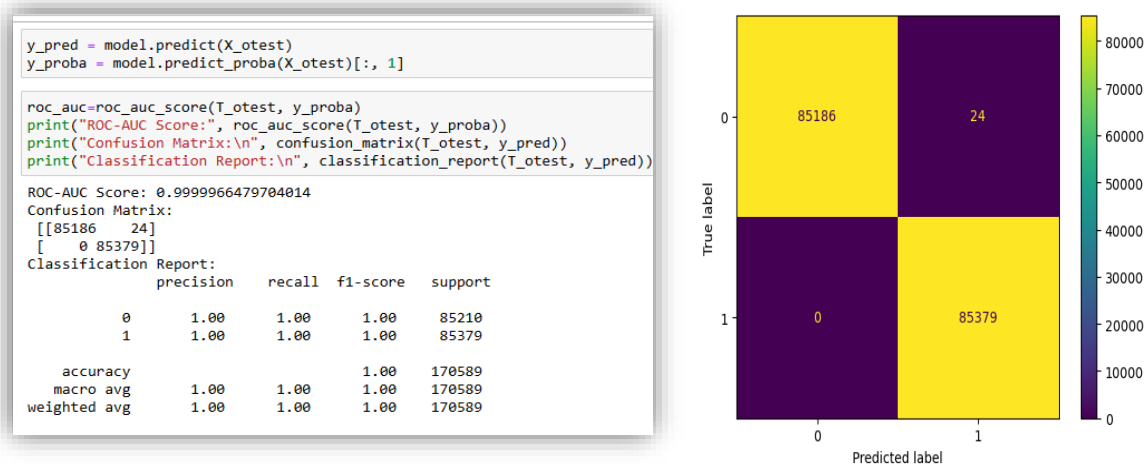 y_pred = model.predict(X_otest)
y_proba = model.predict_proba(X_otest)[:, 1]
roc_auc=roc_auc_score(T_otest, y_proba)
print("ROC-AUC Score:", roc_auc_score(T_otest, y_proba))
print("Confusion Matrix:\n", confusion_matrix(T_otest, y_pred))
print("Classification Report:\n", classification_report(T_otest, y_pred))
ROC-AUC Score: 0.9999966479704014
Confusion Matrix:
[[85186    24]
[    0 85379]]
Classification Report:
precision    recall  f1-score   support
0       1.00      1.00      1.00     85210
1       1.00      1.00      1.00     85379
accuracy                           1.00    170589
macro avg       1.00      1.00      1.00    170589
weighted avg       1.00      1.00      1.00    170589
True label
0
1
85186
24
0
85379
0
1
Predicted label
80000
70000
60000
50000
40000
30000
20000
10000
0